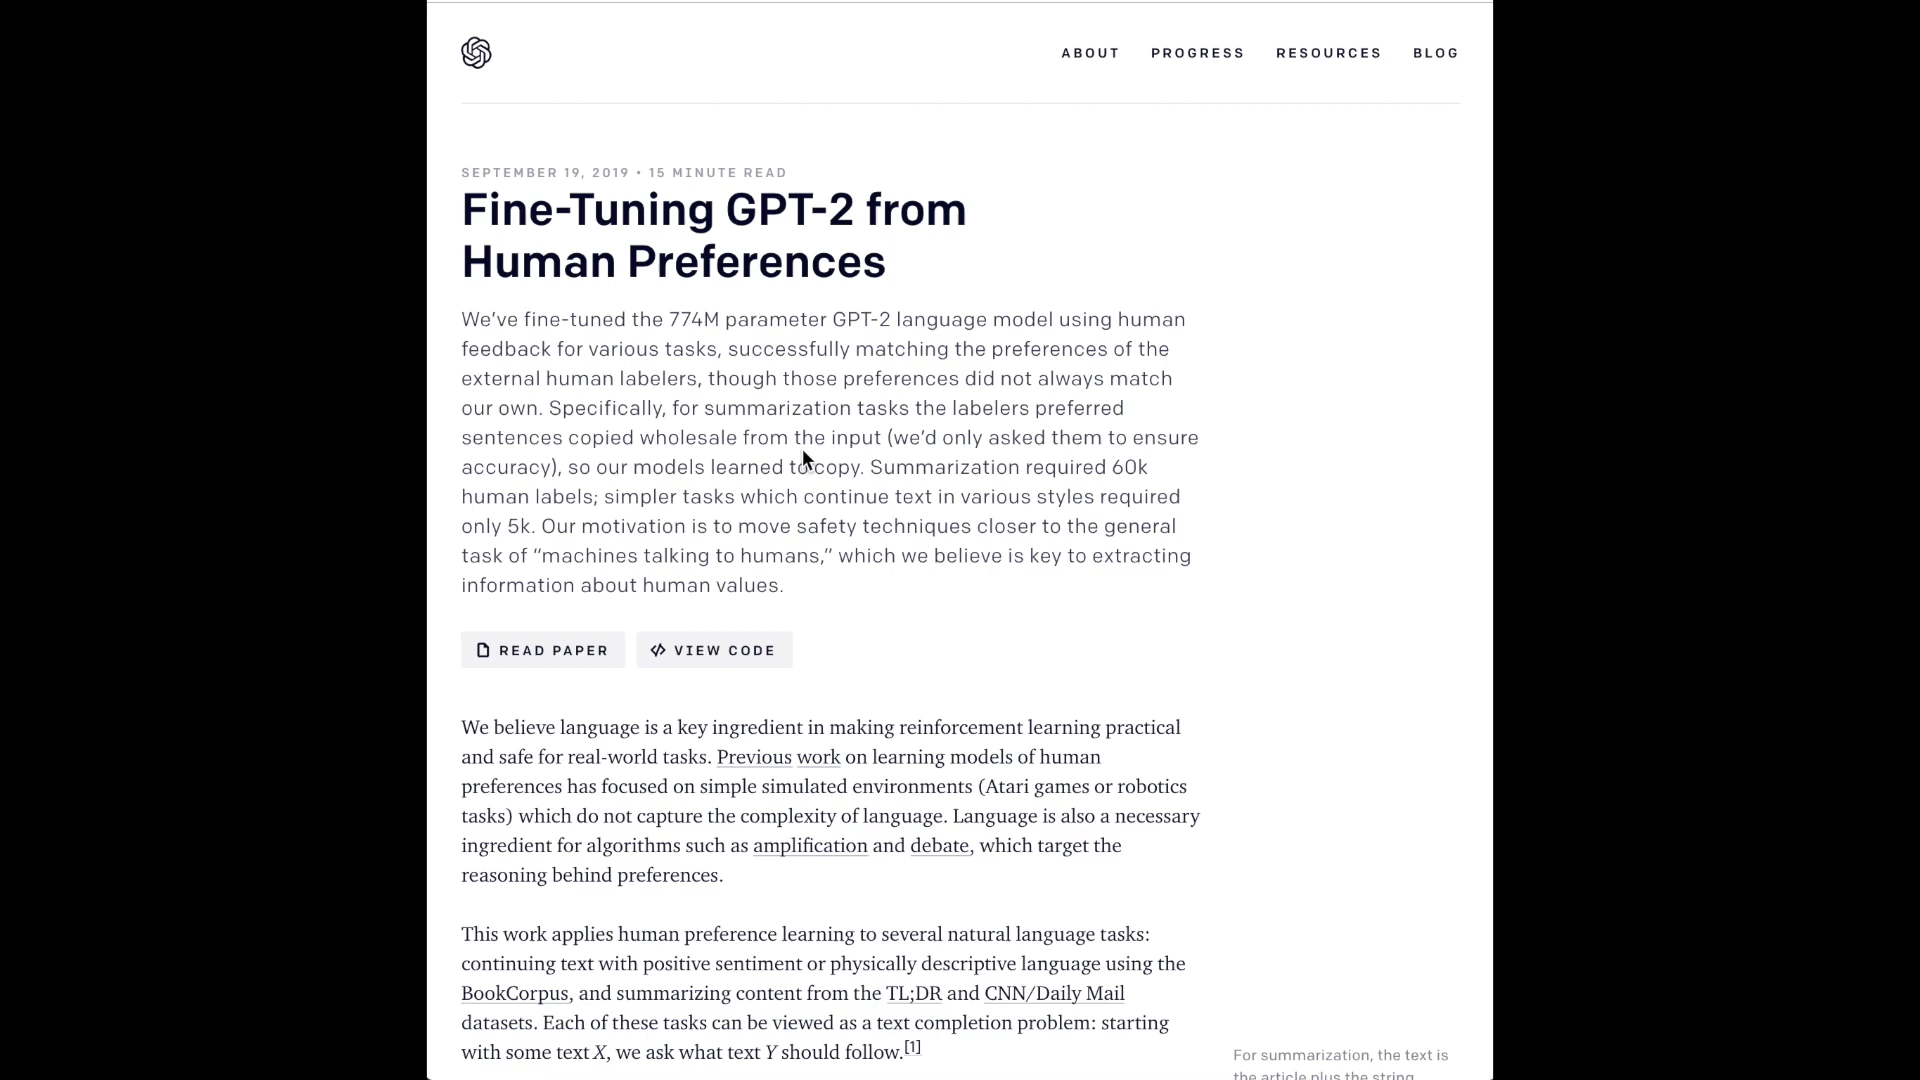 ABOUT PROGRESS RESOURCES BLOG
SEPTEMBER 19, 2019 • 15 MINUTE READ
Fine-Tuning GPT-2 from
Human Preferences
We’ve fine-tuned the 774M parameter GPT-2 language model using human
feedback for various tasks, successfully matching the preferences of the
external human labelers, though those preferences did not always match
our own. Specifically, for summarization tasks the labelers preferred
sentences copied wholesale from the input (we’d only asked them to ensure
accuracy), so our models learned to copy. Summarization required 60k
human labels; simpler tasks which continue text in various styles required
only 5k. Our motivation is to move safety techniques closer to the general
task of “machines talking to humans,” which we believe is key to extracting
information about human values.
READ PAPER VIEW CODE
We believe language is a key ingredient in making reinforcement learning practical
and safe for real-world tasks. Previous work on learning models of human
preferences has focused on simple simulated environments (Atari games or robotics
tasks) which do not capture the complexity of language. Language is also a necessary
ingredient for algorithms such as amplification and debate, which target the
reasoning behind preferences.
This work applies human preference learning to several natural language tasks:
continuing text with positive sentiment or physically descriptive language using the
BookCorpus, and summarizing content from the TL;DR and CNN/Daily Mail
datasets. Each of these tasks can be viewed as a text completion problem: starting
with some text X, we ask what text Y should follow.[1]
For summarization, the text is
the article plus the string